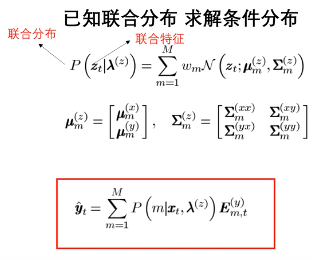 已知联合分布 求解条件分布
联合分布
联合特征
P(z_t|λ^(z)) = ∑_{m=1}^{M} w_m N(z_t; μ_m^(z), Σ_m^(z))
μ_m^(z) = [μ_m^(x) ; μ_m^(y)], Σ_m^(z) = [Σ_m^(xx) Σ_m^(xy) ; Σ_m^(yx) Σ_m^(yy)]
ŷ_t = ∑_{m=1}^{M} P(m|x_t, λ^(z)) E_{m,t}^(y)